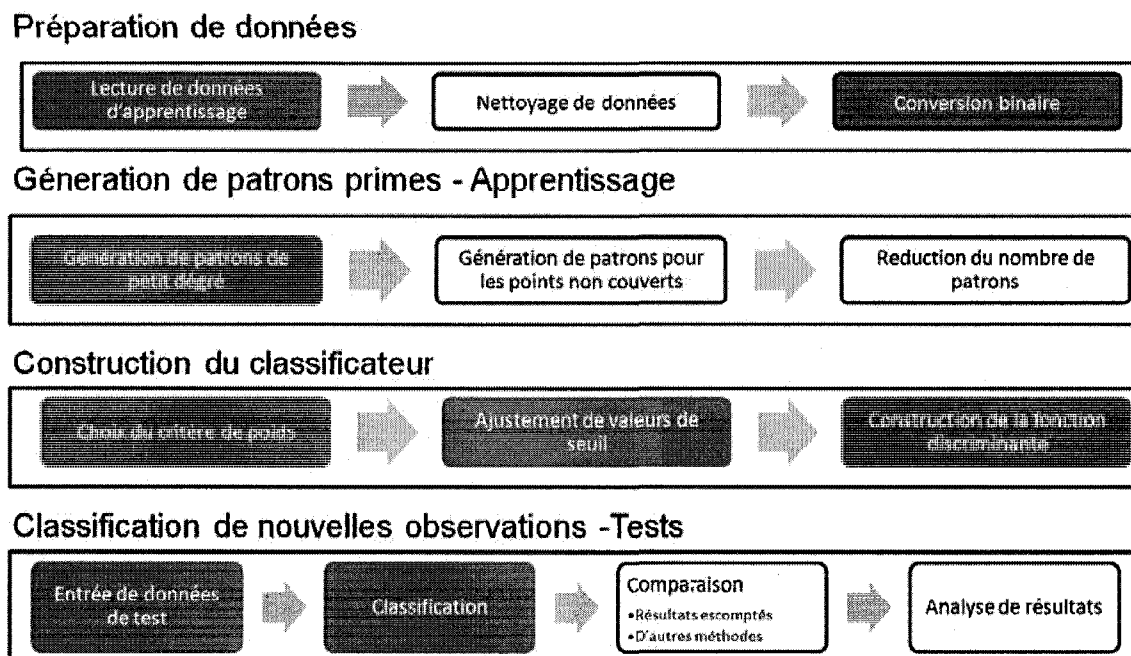 Préparation de données
Lecture de données
d'apprentissage
Nettoyage de données
Conversion binaire
Géneration de patrons primes - Apprentissage
Génération de patrons de
petit dégré
Génération de patrons pour
les points non couverts
Reduction du nombre de
patrons
Construction du classificateur
Choix du critère de poids
Ajustement de valeurs de
seuil
Construction de la fonction
discriminante
Classification de nouvelles observations -Tests
Entrée de données
de test
Classification
Comparaison
•Résultats escomptés
•D'autres méthodes
Analyse de résultats